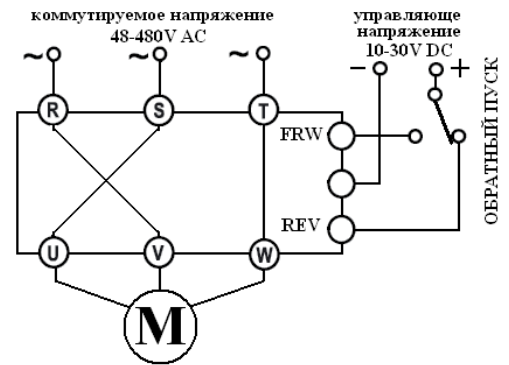 коммутируемое напряжение
48-480V AC
управляюще
напряжение
10-30V DC
~ ~ ~
− +
R S T
FRW
REV
U V W
M
ОБРАТНЫЙ ПУСК